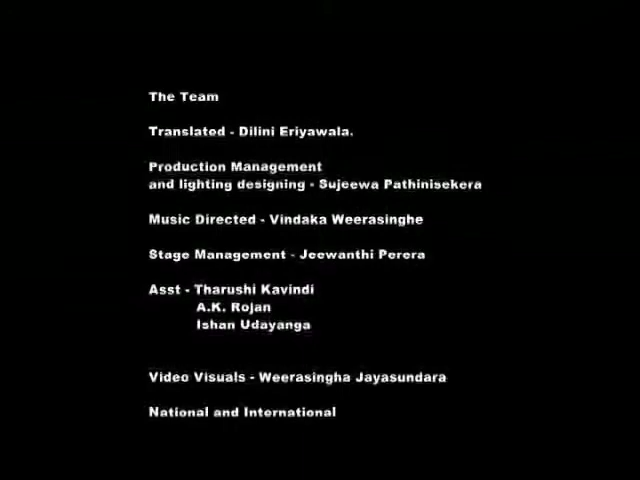 The Team
Translated - Dilini Eriyawala.
Production Management
and lighting designing - Sujeewa Pathinisekera
Music Directed - Vindaka Weerasinghe
Stage Management - Jeewanthi Perera
Asst - Tharushi Kavindi
A.K. Rojan
Ishan Udayanga
Video Visuals - Weerasingha Jayasundara
National and International